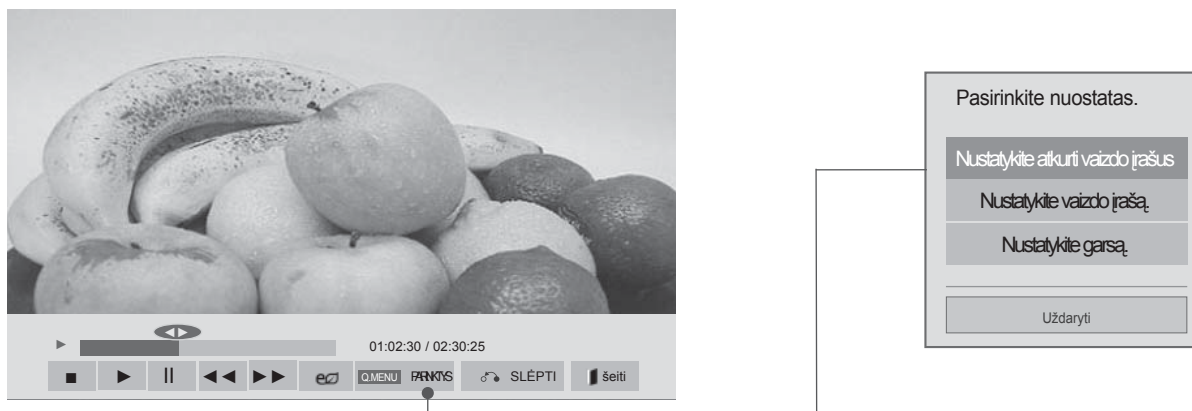 01:02:30 / 02:30:25
Q.MENU PARINKTYS SLĖPTI šeiti
Pasirinkite nuostatas.
Nustatykite atkurti vaizdo įrašus
Nustatykite vaizdo įrašą.
Nustatykite garsą.
Uždaryti